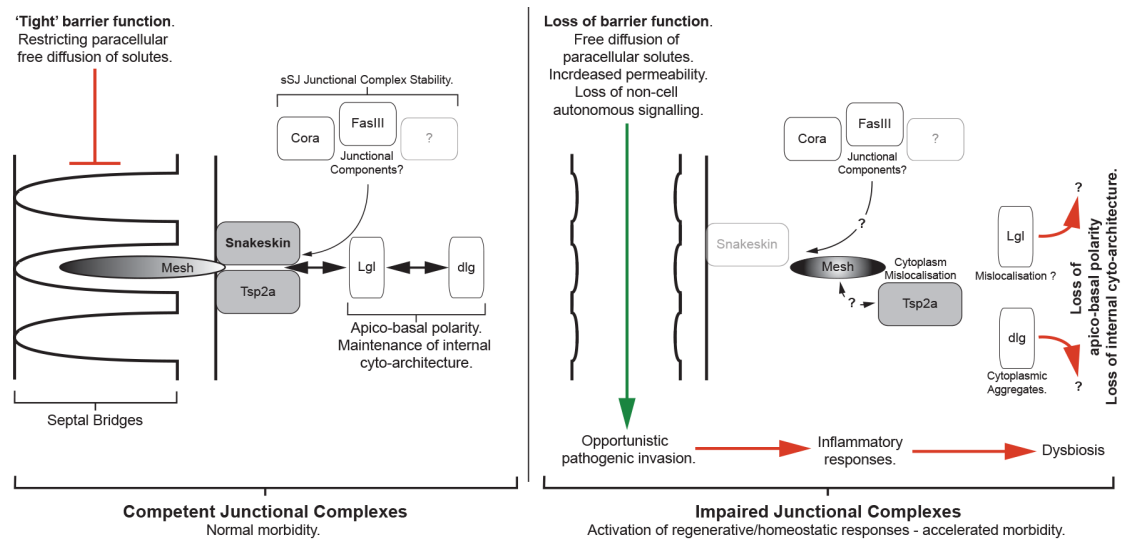 ‘Tight’ barrier function.
Restricting paracellular
free diffusion of solutes.
sSJ Junctional Complex Stability.
Cora
FasIII
?
Junctional
Components?
Snakeskin
Mesh
Tsp2a
Lgl
dlg
Apico-basal polarity.
Maintenance of internal
cyto-architecture.
Septal Bridges
Competent Junctional Complexes
Normal morbidity.
Loss of barrier function.
Free diffusion of
paracellular solutes.
Incrdeased permeability.
Loss of non-cell
autonomous signalling.
Cora
FasIII
?
Junctional
Components?
?
Snakeskin
Mesh
Cytoplasm
Mislocalisation
?
Tsp2a
Lgl
Mislocalisation ?
?
dlg
Cytoplasmic
Aggregates.
?
Loss of
apico-basal polarity
Loss of internal cyto-architecture.
Opportunistic
pathogenic invasion.
Inflammatory
responses.
Dysbiosis
Impaired Junctional Complexes
Activation of regenerative/homeostatic responses - accelerated morbidity.